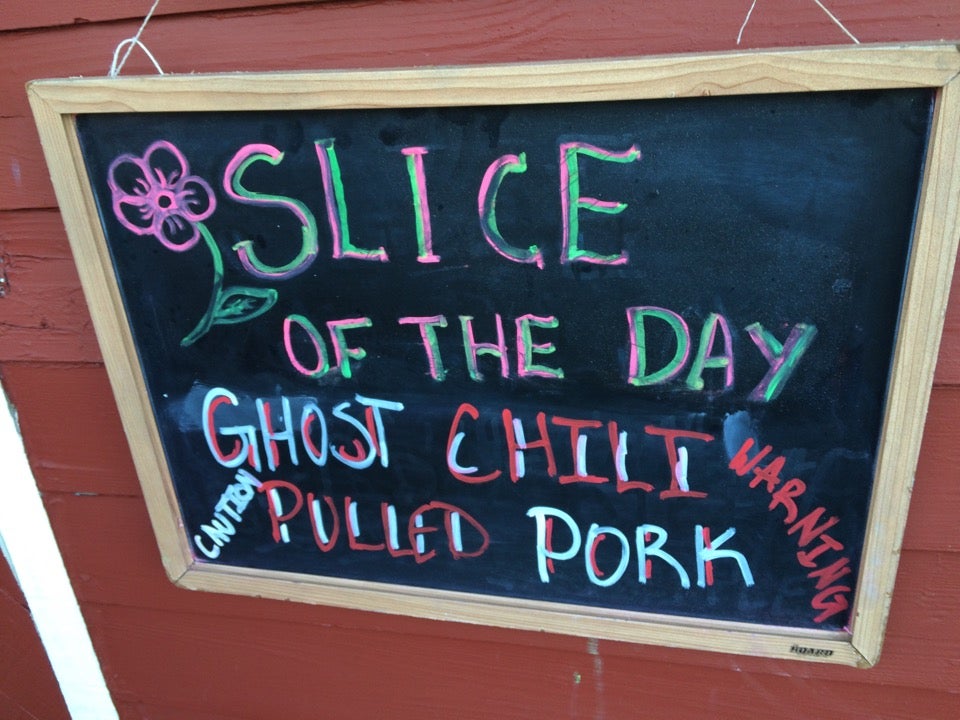 SLICE
OF THE DAY
GHOST CHILI
PULLED PORK
CAUTION
WARNING